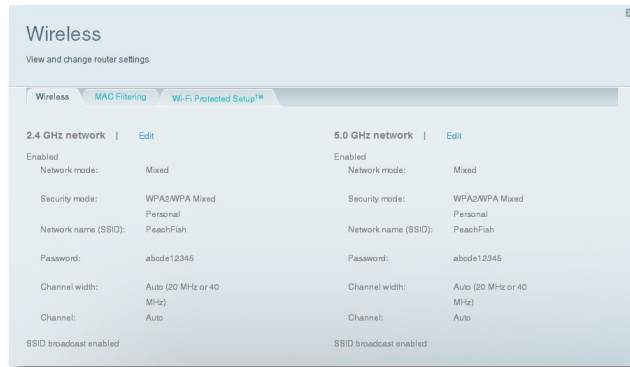 Wireless
View and change router settings
Wireless MAC Filtering Wi-Fi Protected Setup™
2.4 GHz network | Edit
Enabled
Network mode: Mixed
Security mode: WPA2/WPA Mixed
Personal
Network name (SSID): PeachFish
Password: abcde12345
Channel width: Auto (20 MHz or 40
MHz)
Channel: Auto
SSID broadcast enabled
5.0 GHz network | Edit
Enabled
Network mode: Mixed
Security mode: WPA2/WPA Mixed
Personal
Network name (SSID): PeachFish
Password: abcde12345
Channel width: Auto (20 MHz or 40
MHz)
Channel: Auto
SSID broadcast enabled